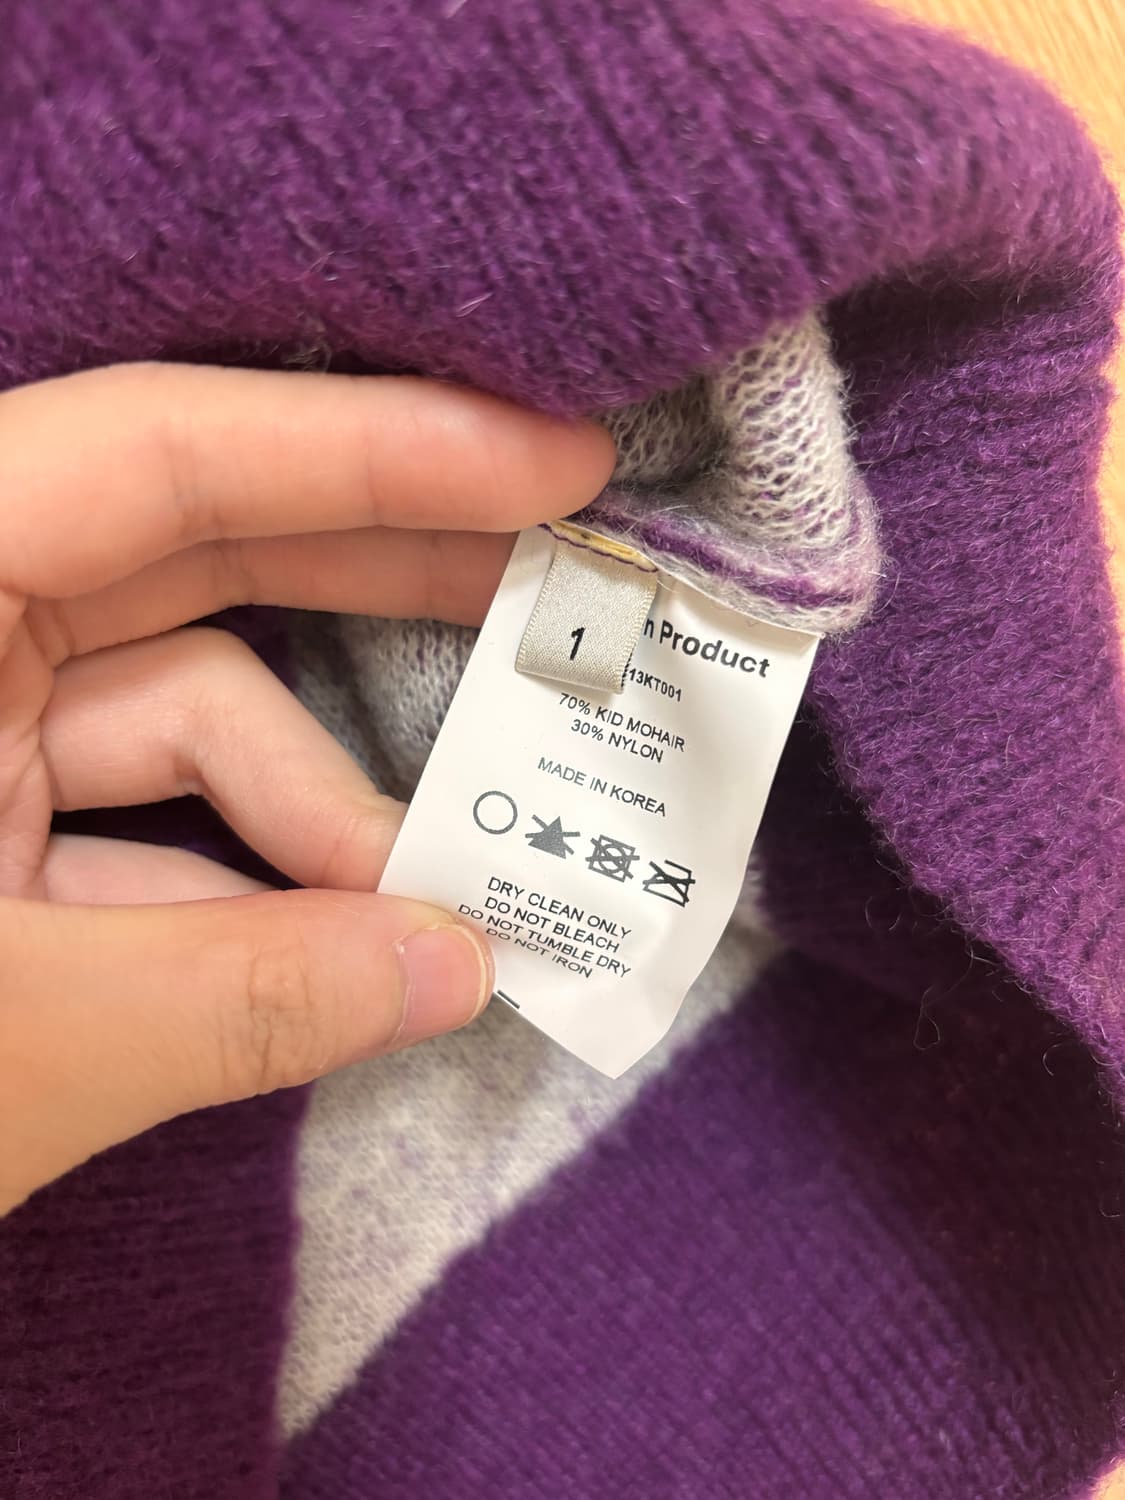 1
Product
13KT001
70% KID MOHAIR
30% NYLON
MADE IN KOREA
DRY CLEAN ONLY
DO NOT BLEACH
DO NOT TUMBLE DRY
DO NOT IRON